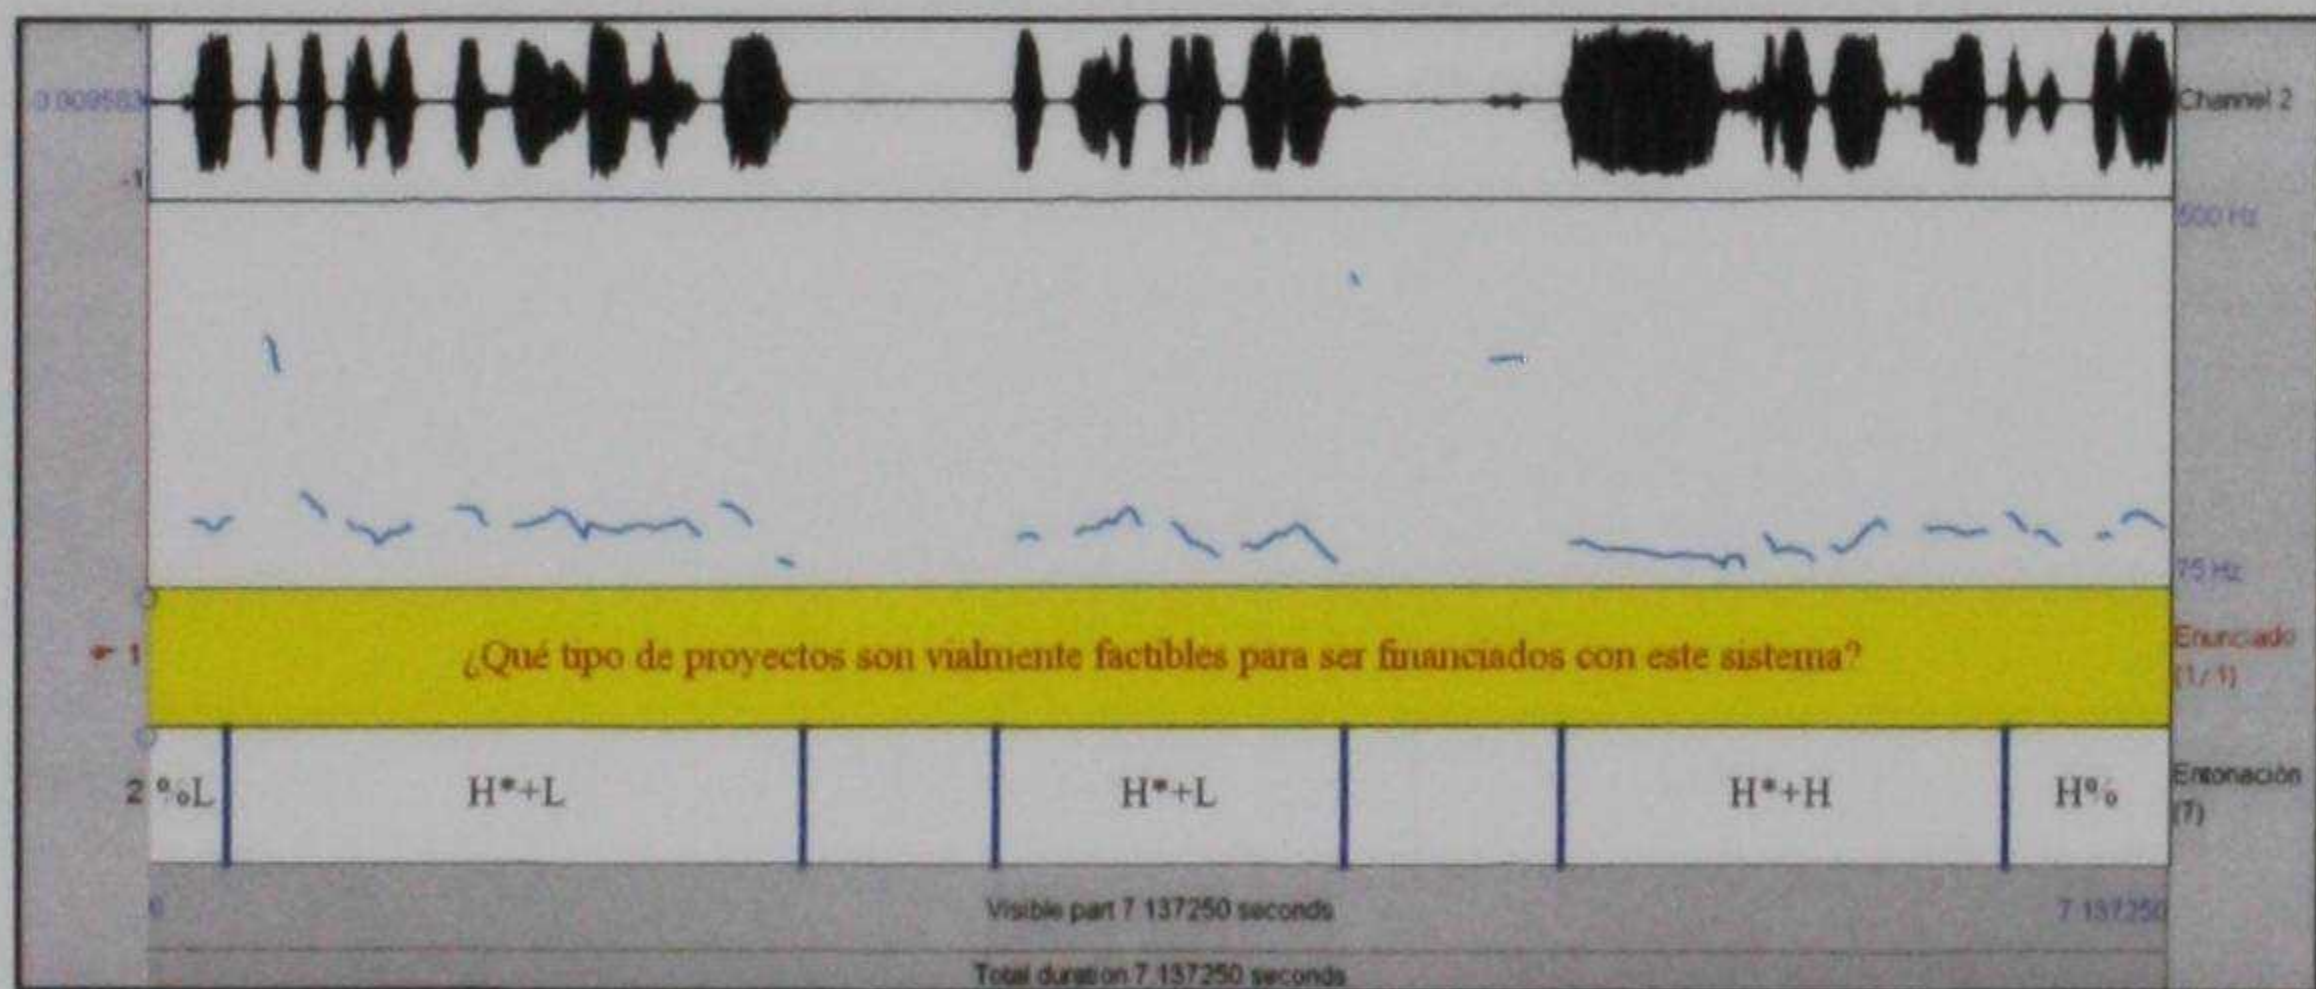 Channel 2
-1
500 Hz
75 Hz
1
¿Qué tipo de proyectos son vialmente factibles para ser financiados con este sistema?
Enunciado
(1/1)
2
%L
H*+L
H*+L
H*+H
H%
Entonación
(7)
Visible part 7.137250 seconds
7.137250
Total duration 7.137250 seconds